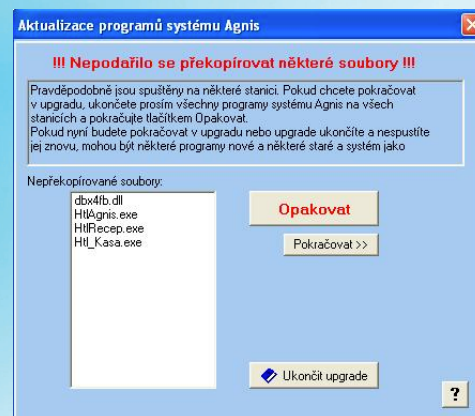 Aktualizace programů systému Agnis
!!! Nepodařilo se překopírovat některé soubory !!!
Pravděpodobně jsou spuštěny na některé stanici. Pokud chcete pokračovat
v upgradu, ukončete prosím všechny programy systému Agnis na všech
stanicích a pokračujte tlačítkem Opakovat.
Pokud nyní budete pokračovat v upgradu nebo upgrade ukončíte a nespustíte
jej znovu, mohou být některé programy nové a některé staré a systém jako
Nepřekopírované soubory:
dbx4fb.dll
HtlAgnis.exe
HtlRecep.exe
Htl_Kasa.exe
Opakovat
Pokračovat >>
Ukončit upgrade
?